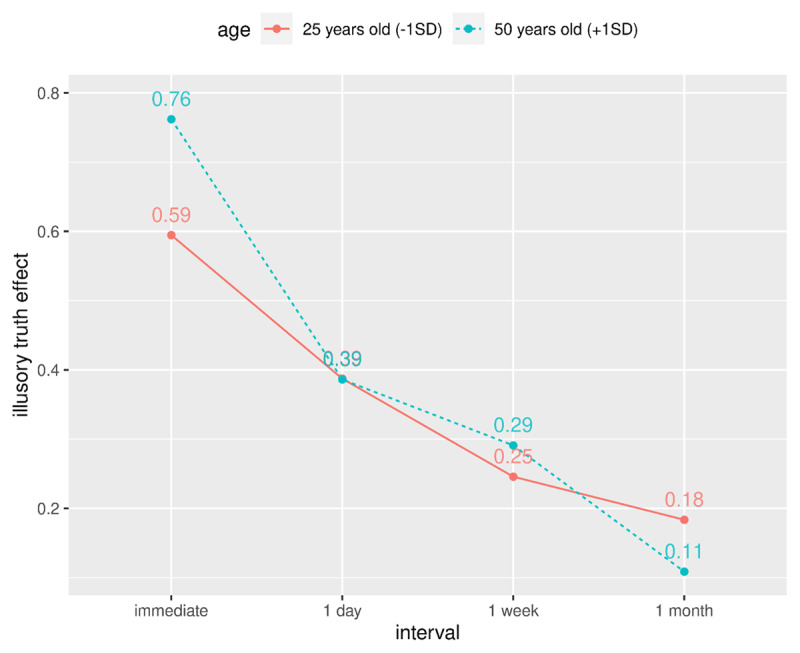 age 25 years old (-1SD) 50 years old (+1SD)
illusory truth effect
0.8
0.6
0.4
0.2
0.76
0.59
0.39
0.29
0.25
0.18
0.11
immediate 1 day 1 week 1 month
interval